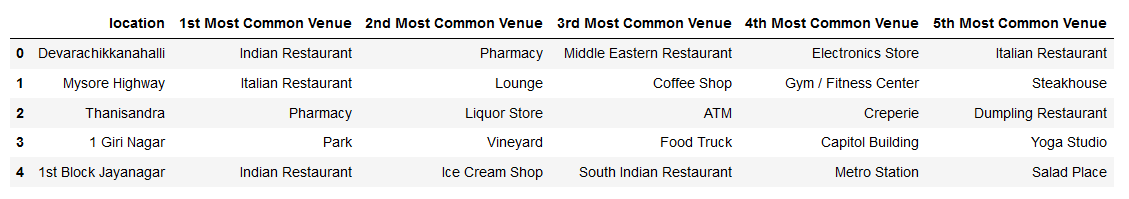 location 1st Most Common Venue 2nd Most Common Venue 3rd Most Common Venue 4th Most Common Venue 5th Most Common Venue
0 Devarachikkanahalli Indian Restaurant Pharmacy Middle Eastern Restaurant Electronics Store Italian Restaurant
1 Mysore Highway Italian Restaurant Lounge Coffee Shop Gym / Fitness Center Steakhouse
2 Thanisandra Pharmacy Liquor Store ATM Creperie Dumpling Restaurant
3 1 Giri Nagar Park Vineyard Food Truck Capitol Building Yoga Studio
4 1st Block Jayanagar Indian Restaurant Ice Cream Shop South Indian Restaurant Metro Station Salad Place